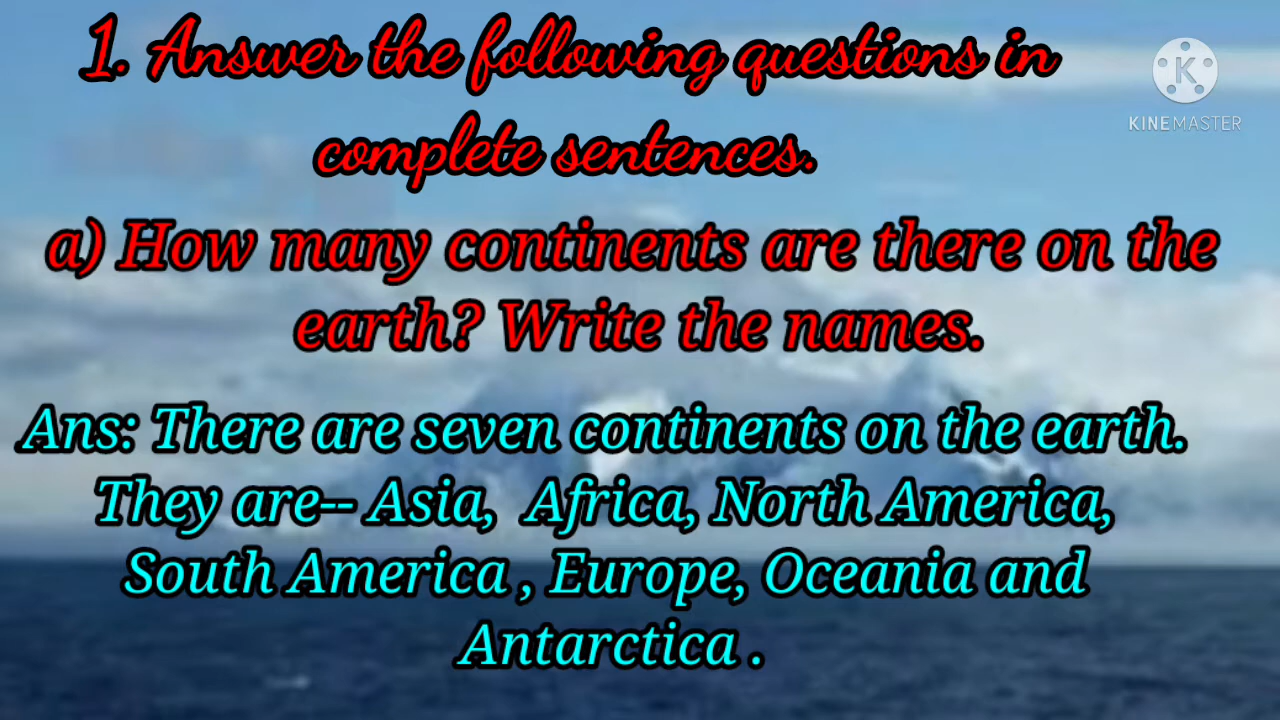 1. Answer the following questions in
complete sentences.
KINEMASTER
a) How many continents are there on the
earth? Write the names.
Ans: There are seven continents on the earth.
They are-- Asia,  Africa, North America,
South America , Europe, Oceania and
Antarctica .